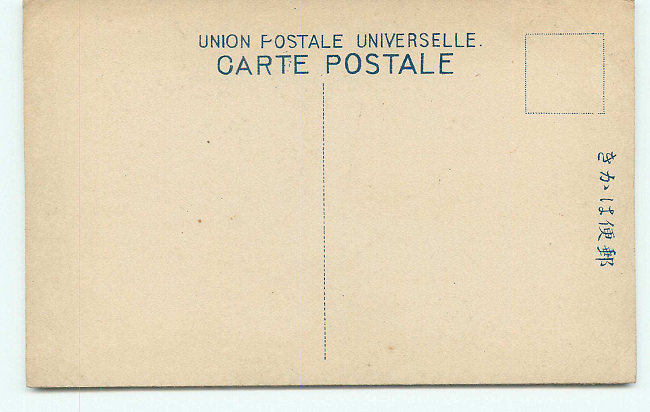 UNION POSTALE UNIVERSELLE.
CARTE POSTALE
きかは便郵